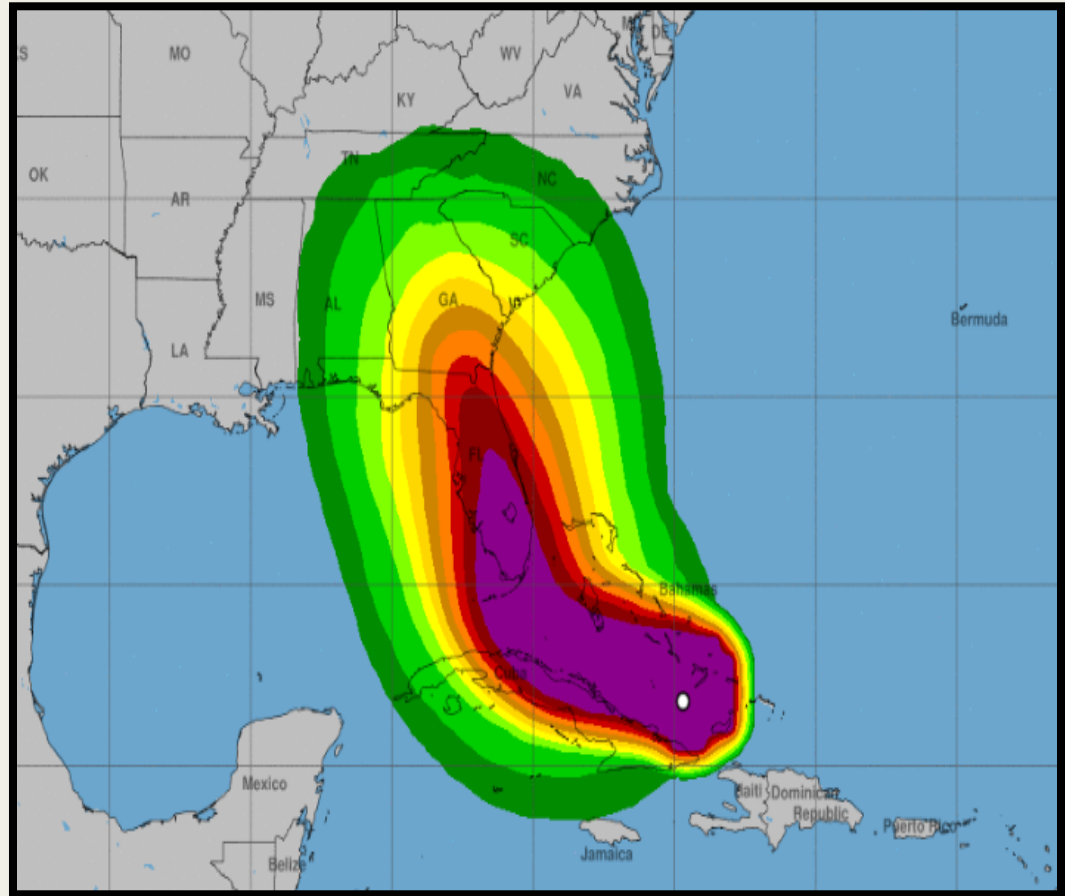 WV
DE
MO
KY
VA
TN
OK
NC
AR
SC
MS
AL
GA
Bermuda
LA
FL
Bahamas
Cuba
Mexico
Haiti
Dominican
Republic
Puerto Rico
Jamaica
Belize